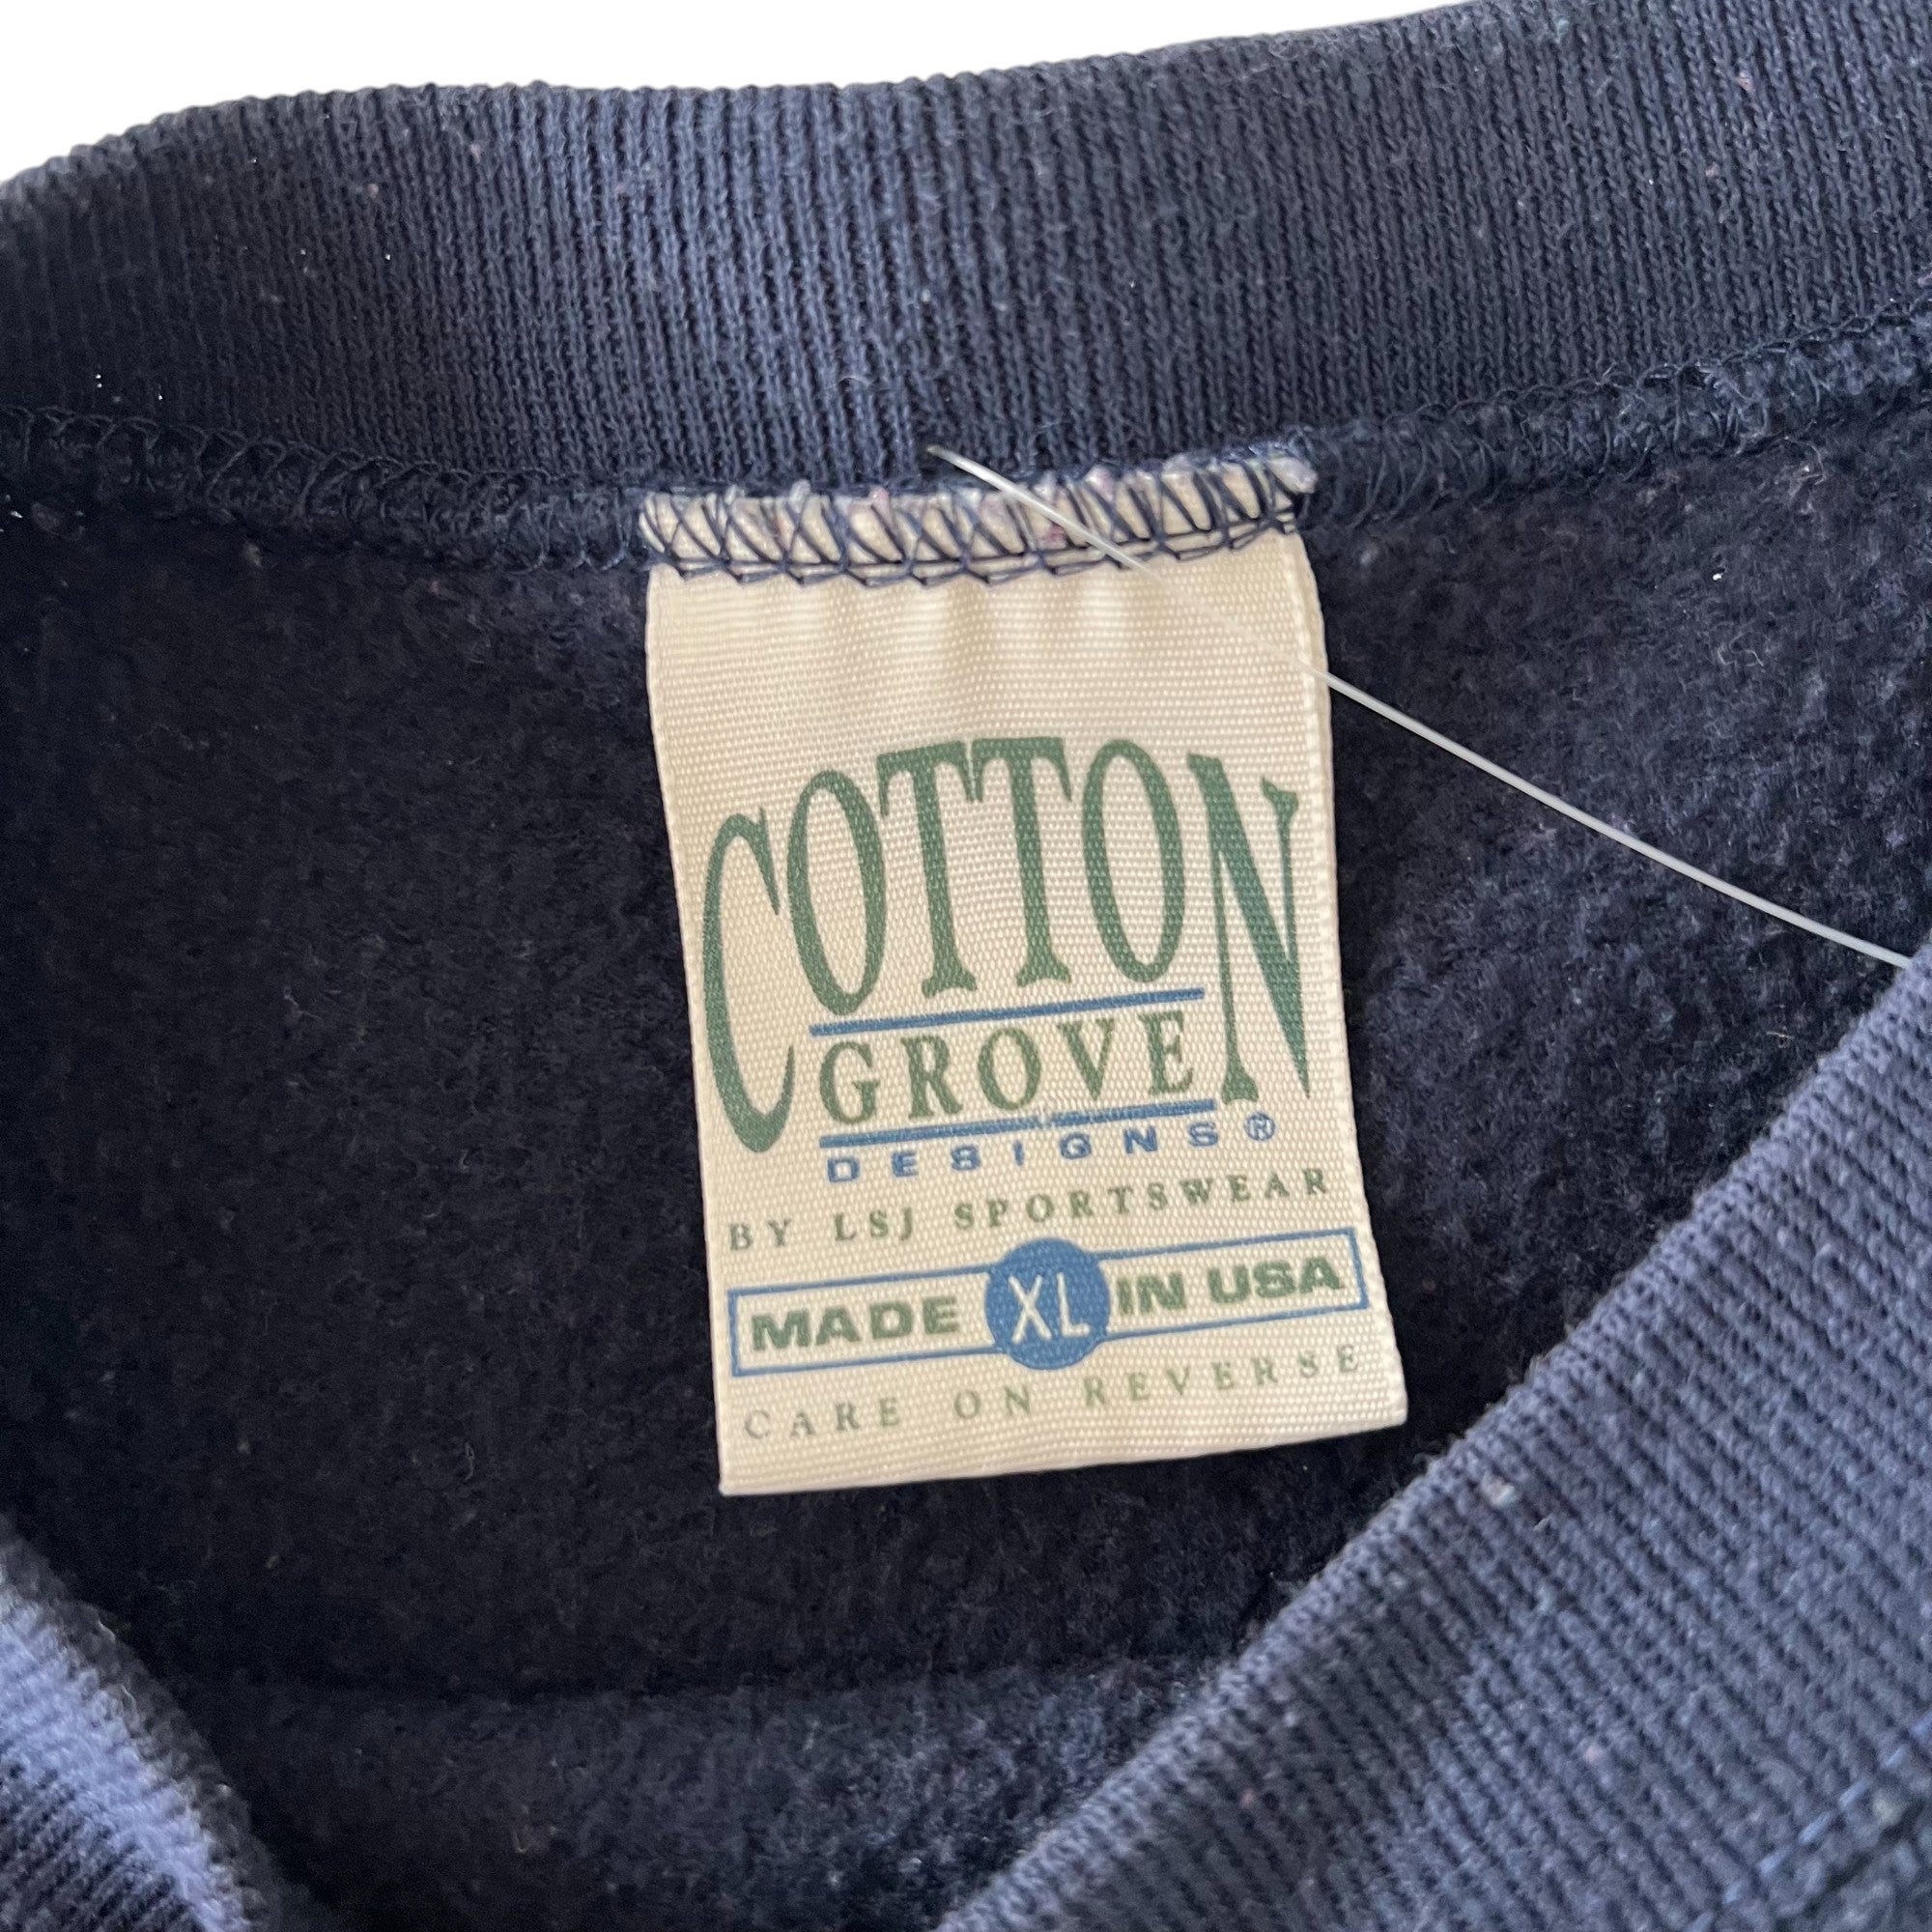 COTTON
GROVE
DESIGNS®
BY LSJ SPORTSWEAR
MADE XL IN USA
CARE ON REVERSE